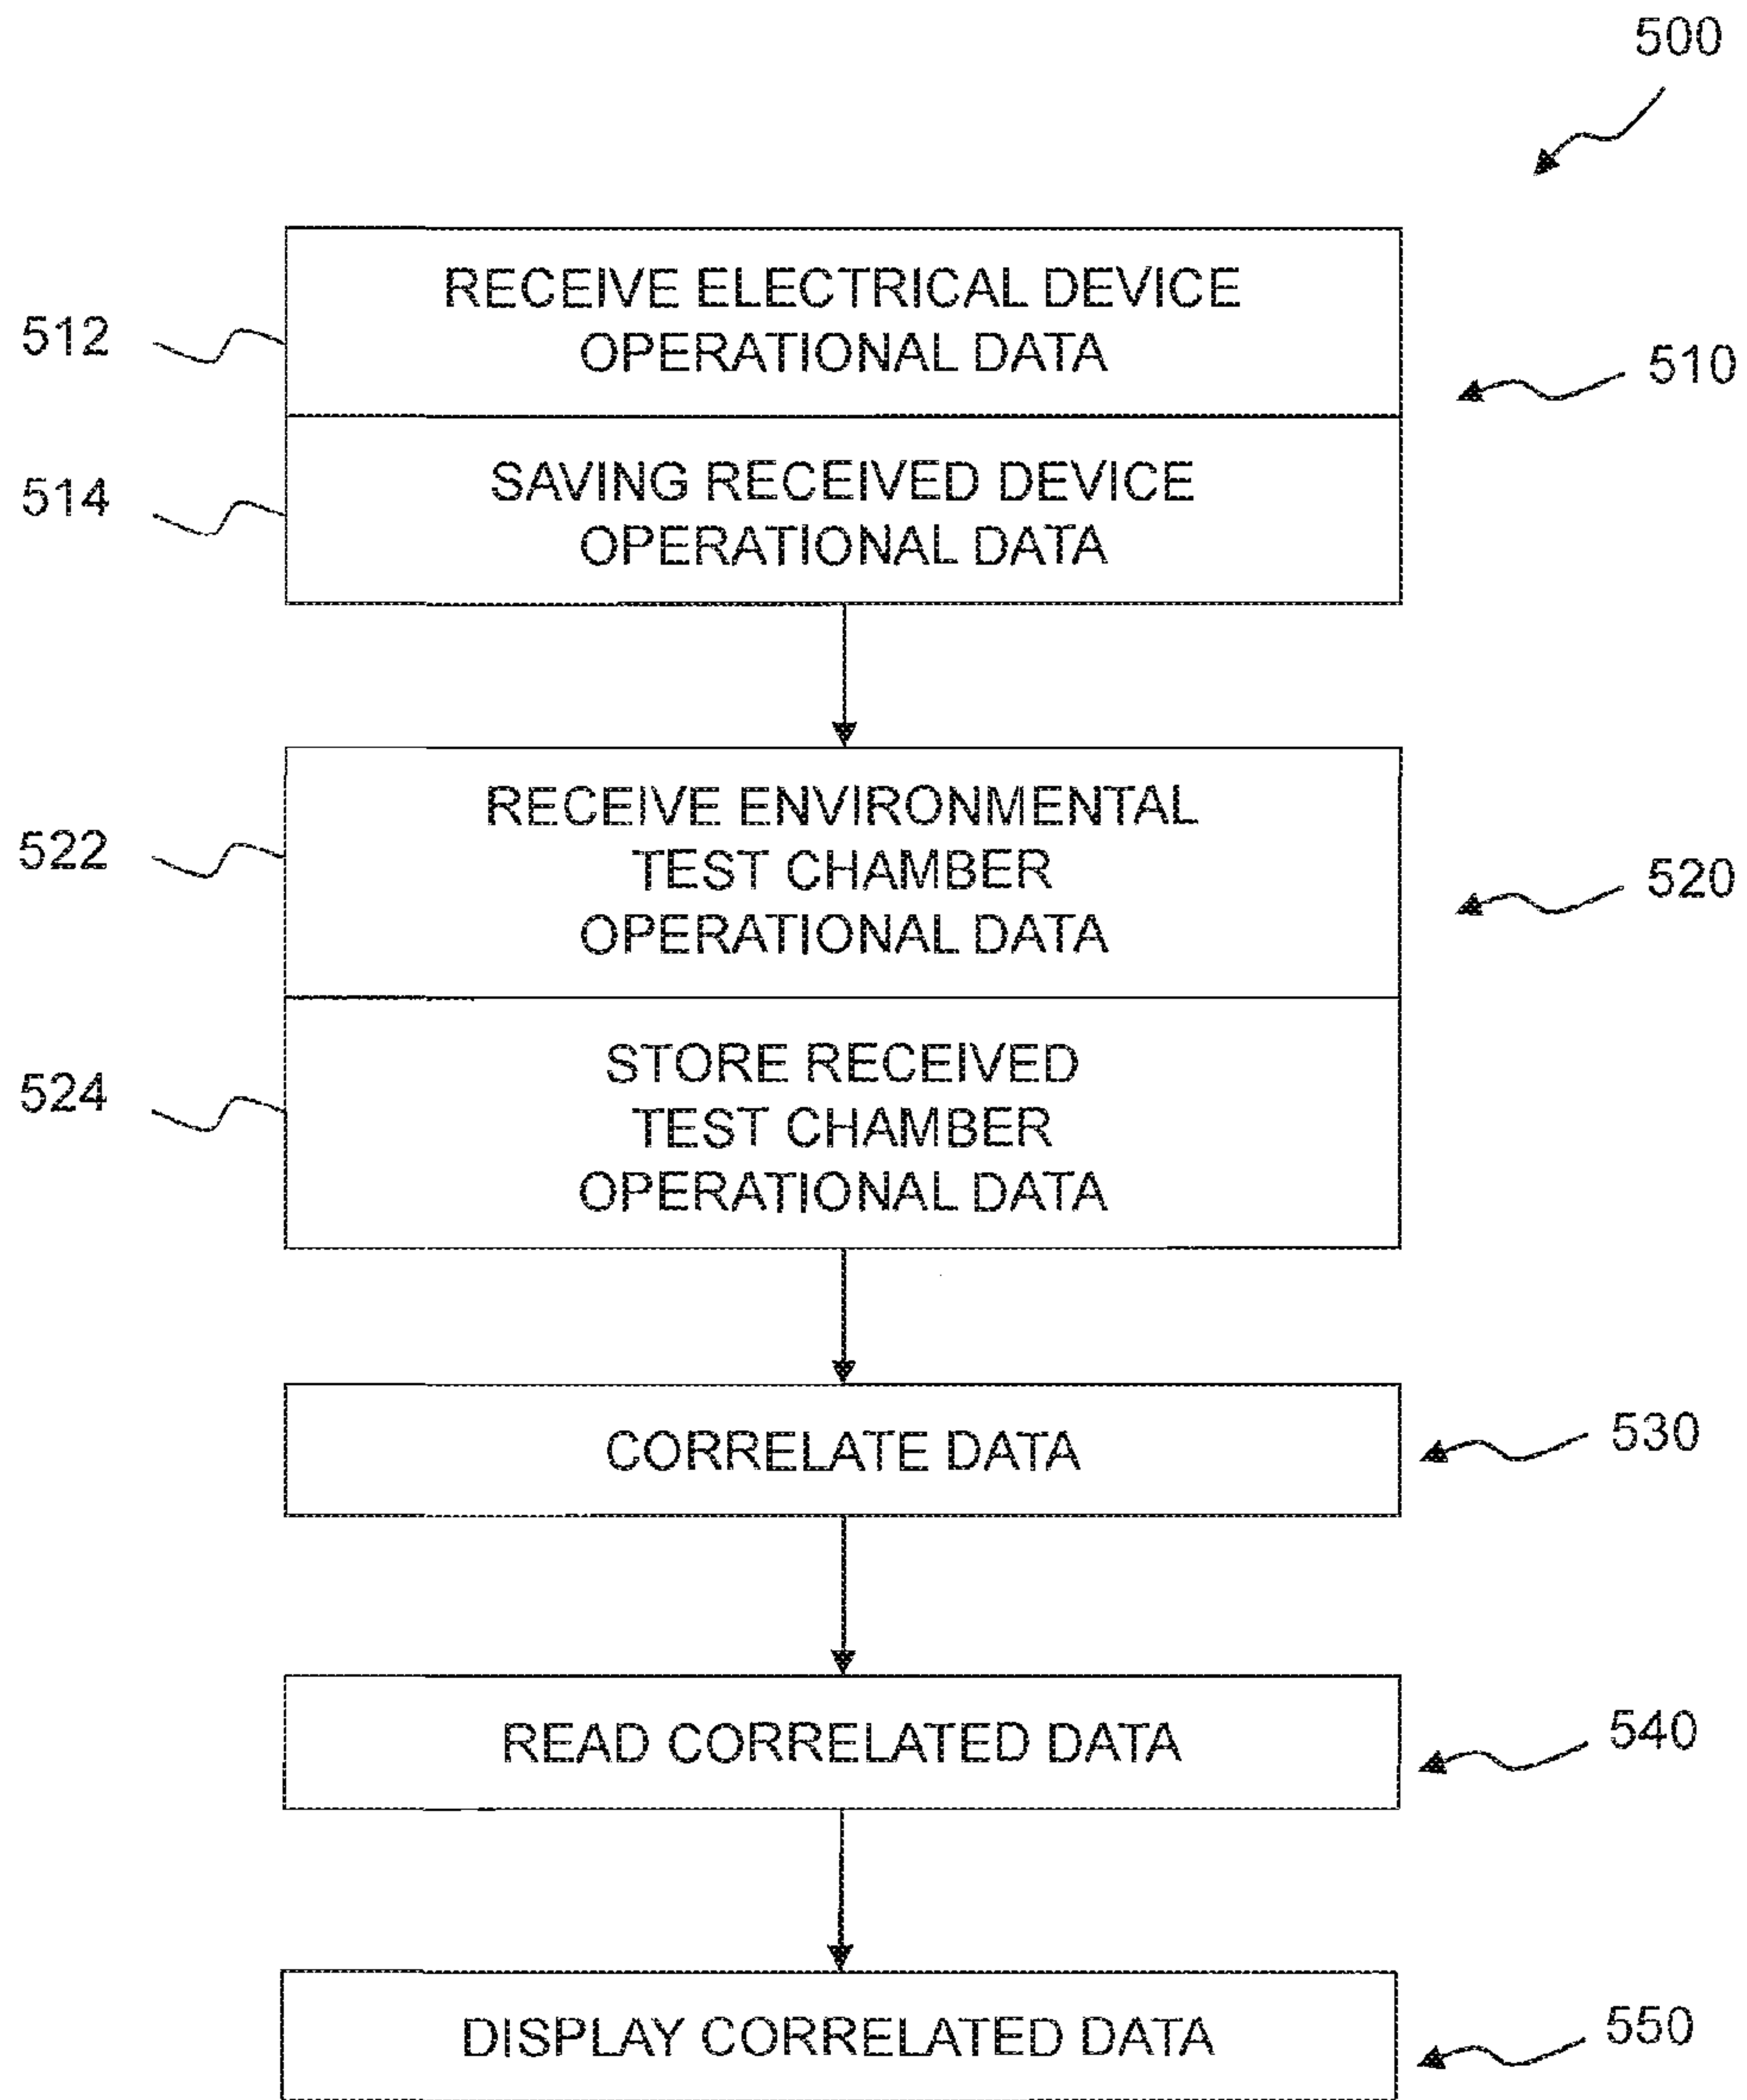 500
RECEIVE ELECTRICAL DEVICE
OPERATIONAL DATA
512
510
SAVING RECEIVED DEVICE
OPERATIONAL DATA
514
RECEIVE ENVIRONMENTAL
TEST CHAMBER
OPERATIONAL DATA
522
520
STORE RECEIVED
TEST CHAMBER
OPERATIONAL DATA
524
CORRELATE DATA
530
READ CORRELATED DATA
540
DISPLAY CORRELATED DATA
550